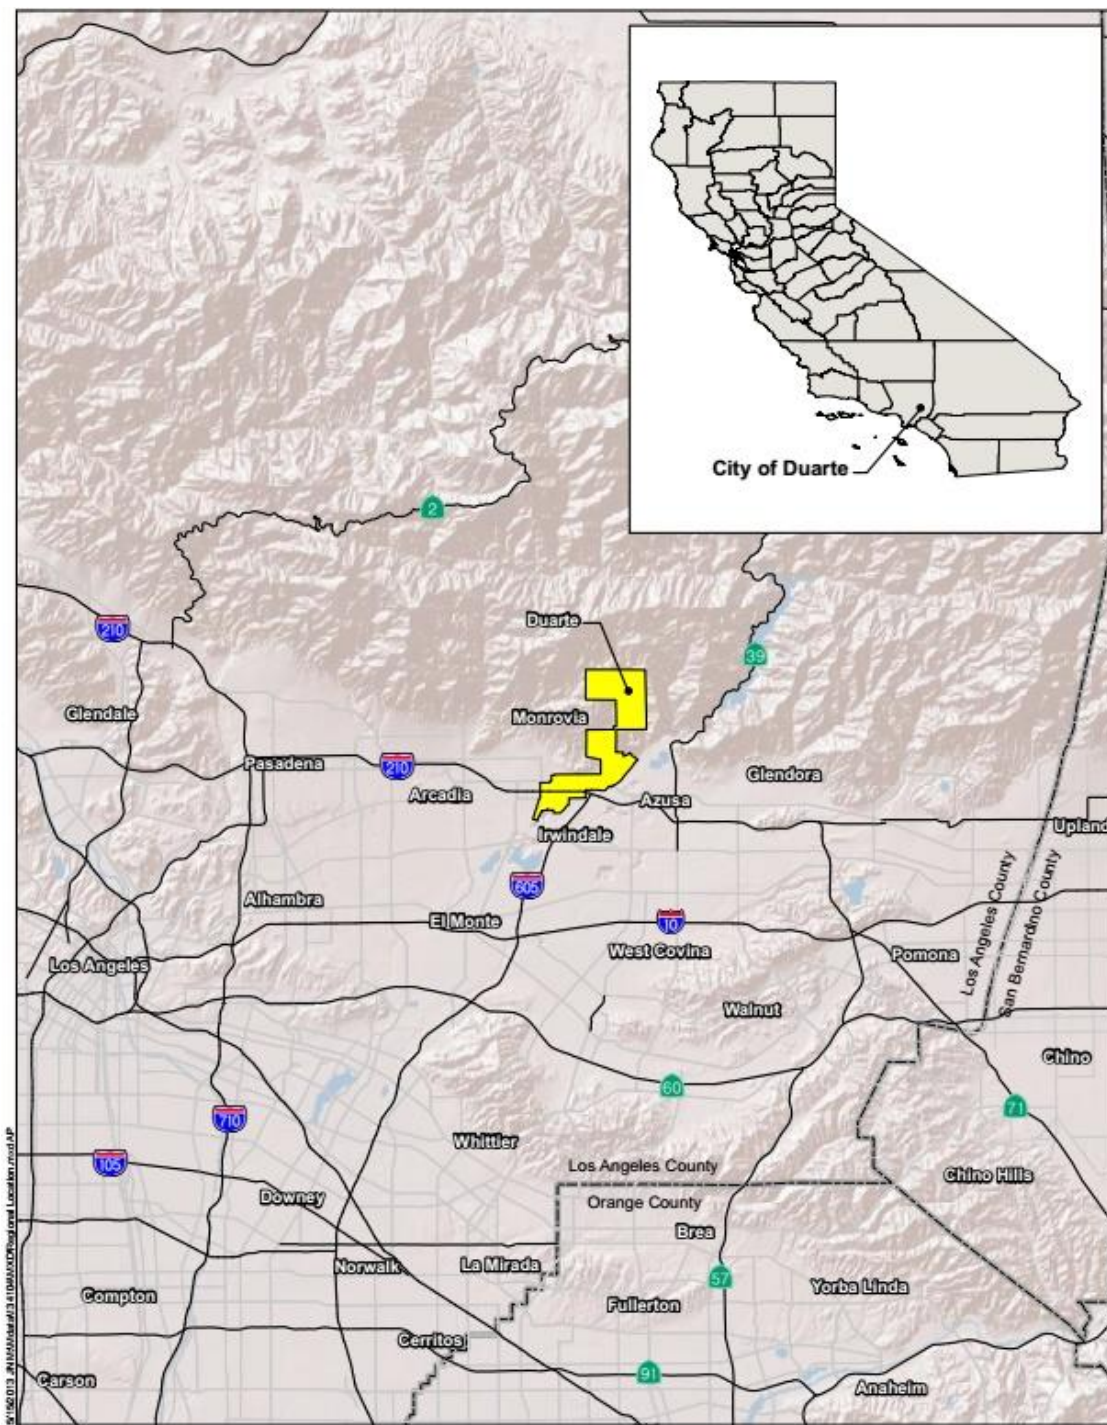 City of Duarte
2
Duarte
210
39
Glendale
Monrovia
Pasadena
210
Glendora
Arcadia
Azusa
Irwindale
Upland
605
Alhambra
El Monte
10
West Covina
Pomona
Los Angeles County
San Bernardino County
Los Angeles
Walnut
Chino
60
71
710
Whittier
105
Los Angeles County
Orange County
Chino Hills
Downey
Brea
Norwalk
La Mirada
57
Yorba Linda
Compton
Fullerton
Cerritos
91
Carson
Anaheim